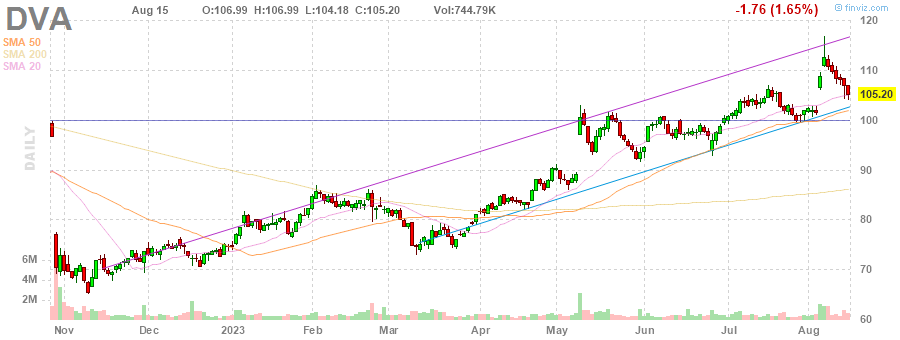 DVA Aug 15 O:106.99 H:106.99 L:104.18 C:105.20 Vol:744.79K -1.76 (1.65%) finviz.com
SMA 50
SMA 200
SMA 20
DAILY
120
110
105.20
100
90
80
70
60
6M
4M
2M
Nov Dec 2023 Feb Mar Apr May Jun Jul Aug